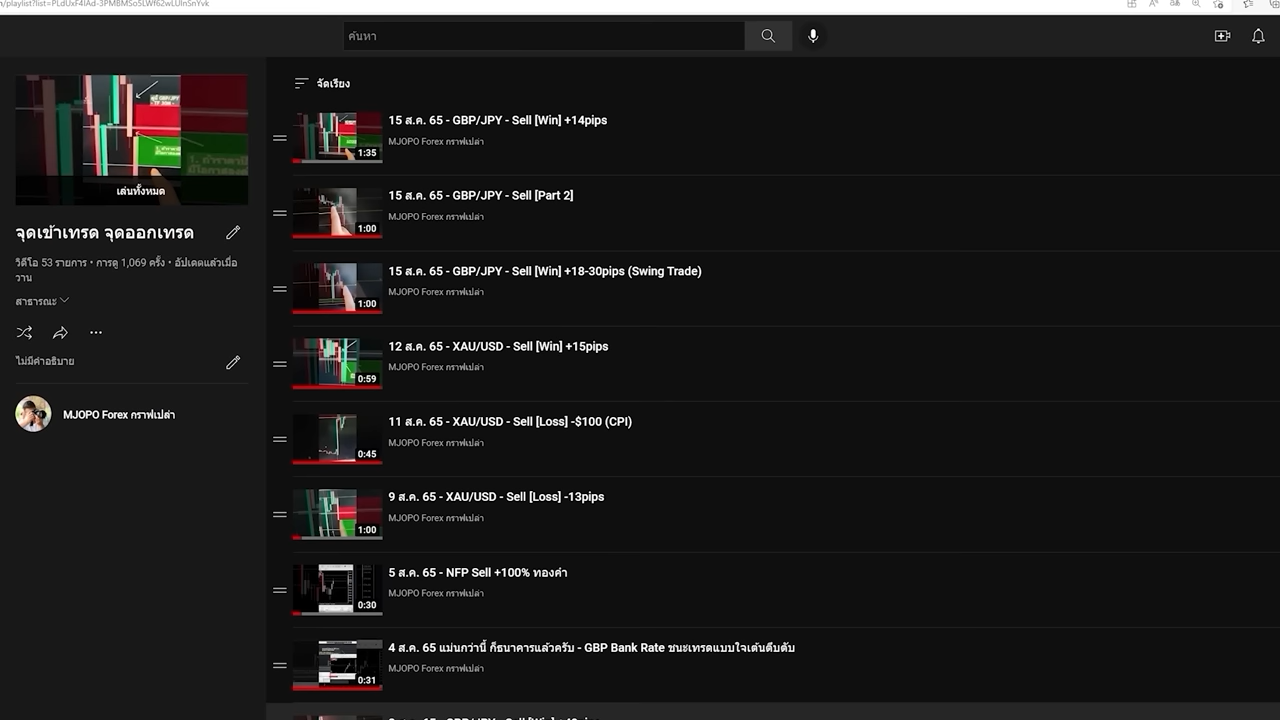 /playlist?list=PLdUxF4IAd-3PMBMSo5LWf62wLUInSnYvk
ค้นหา
จัดเรียง
เล่นทั้งหมด
จุดเข้าเทรด จุดออกเทรด
วิดีโอ 53 รายการ • การดู 1,069 ครั้ง • อัปเดตแล้วเมื่อ
วาน
สาธารณะ
ไม่มีคำอธิบาย
MJOPO Forex กราฟเปล่า
15 ส.ค. 65 - GBP/JPY - Sell [Win] +14pips
MJOPO Forex กราฟเปล่า
1:35
15 ส.ค. 65 - GBP/JPY - Sell [Part 2]
MJOPO Forex กราฟเปล่า
1:00
15 ส.ค. 65 - GBP/JPY - Sell [Win] +18-30pips (Swing Trade)
MJOPO Forex กราฟเปล่า
1:00
12 ส.ค. 65 - XAU/USD - Sell [Win] +15pips
MJOPO Forex กราฟเปล่า
0:59
11 ส.ค. 65 - XAU/USD - Sell [Loss] -$100 (CPI)
MJOPO Forex กราฟเปล่า
0:45
9 ส.ค. 65 - XAU/USD - Sell [Loss] -13pips
MJOPO Forex กราฟเปล่า
1:00
5 ส.ค. 65 - NFP Sell +100% ทองคำ
MJOPO Forex กราฟเปล่า
0:30
4 ส.ค. 65 แม่นกว่านี้ ก็ธนาคารแล้วครับ - GBP Bank Rate ชนะเทรดแบบใจเต้นตึบตับ
MJOPO Forex กราฟเปล่า
0:31